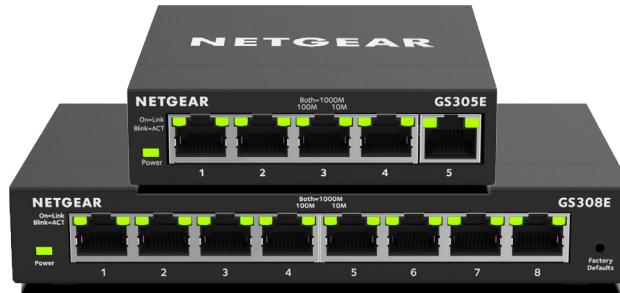 NETGEAR
NETGEAR
Both=1000M
100M 10M
GS305E
On=Link
Blink=ACT
Power
1 2 3 4 5
NETGEAR
Both=1000M
100M 10M
GS308E
On=Link
Blink=ACT
Power
1 2 3 4 5 6 7 8
Factory
Defaults